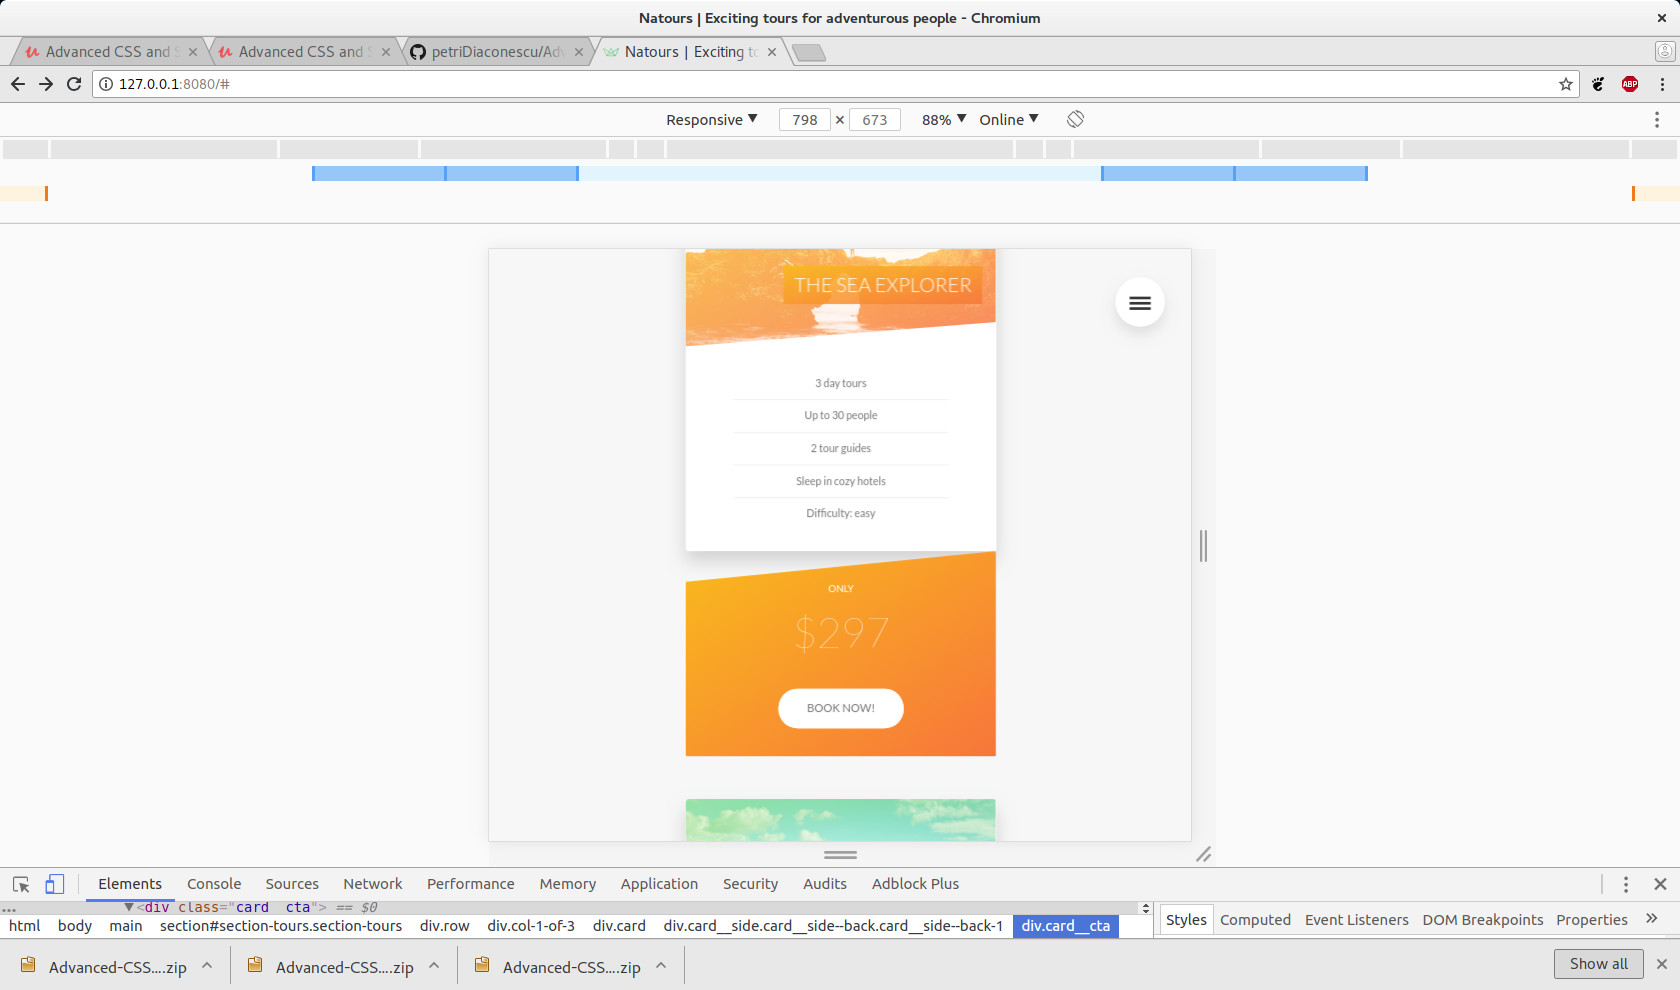 Natours | Exciting tours for adventurous people - Chromium
Advanced CSS and S
Advanced CSS and S
petriDiaconescu/Adv
Natours | Exciting to
127.0.0.1:8080/#
ABP
Responsive ▼ 798 × 673 88% ▼ Online ▼
THE SEA EXPLORER
3 day tours
Up to 30 people
2 tour guides
Sleep in cozy hotels
Difficulty: easy
ONLY
$297
BOOK NOW!
Elements Console Sources Network Performance Memory Application Security Audits Adblock Plus
... ▼<div class="card__cta"> == $0
html body main section#section-tours.section-tours div.row div.col-1-of-3 div.card div.card__side.card__side--back.card__side--back-1 div.card__cta
Styles Computed Event Listeners DOM Breakpoints Properties »
Advanced-CSS....zip
Advanced-CSS....zip
Advanced-CSS....zip
Show all